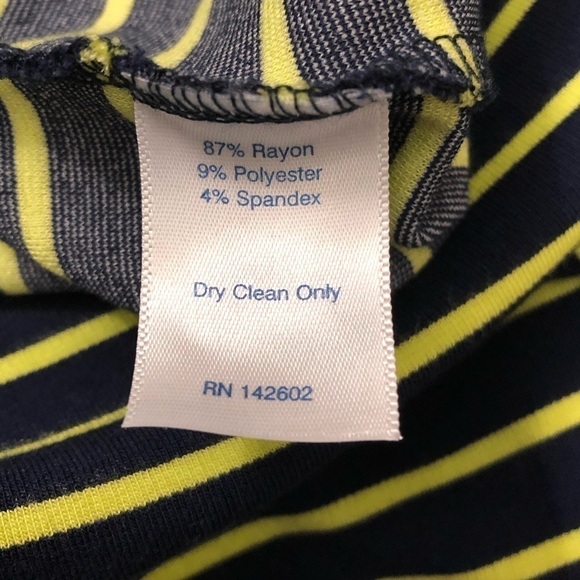 87% Rayon
9% Polyester
4% Spandex
Dry Clean Only
RN 142602